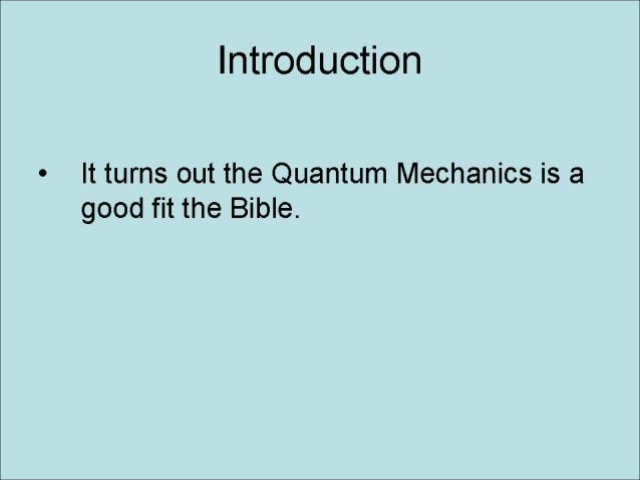 Introduction
• It turns out the Quantum Mechanics is a
good fit the Bible.